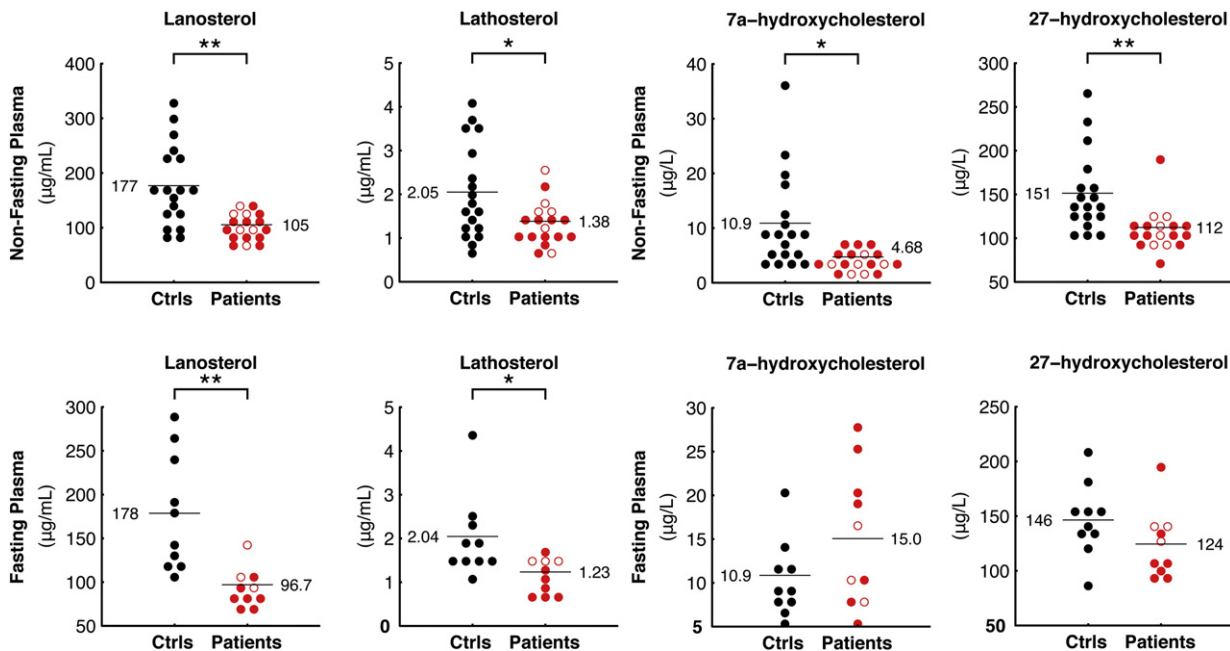 Lanosterol
**
Non-Fasting Plasma
(µg/mL)
400
300
200
100
0
177
105
Ctrls Patients
Lathosterol
*
(µg/mL)
5
4
3
2
1
0
2.05
1.38
Ctrls Patients
7a-hydroxycholesterol
*
Non-Fasting Plasma
(µg/L)
40
30
20
10
0
10.9
4.68
Ctrls Patients
27-hydroxycholesterol
**
(µg/L)
300
250
200
150
100
50
151
112
Ctrls Patients
Lanosterol
**
Fasting Plasma
(µg/mL)
300
250
200
150
100
50
178
96.7
Ctrls Patients
Lathosterol
*
(µg/mL)
5
4
3
2
1
0
2.04
1.23
Ctrls Patients
7a-hydroxycholesterol
Fasting Plasma
(µg/L)
30
25
20
15
10
5
10.9
15.0
Ctrls Patients
27-hydroxycholesterol
(µg/L)
250
200
150
100
50
146
124
Ctrls Patients